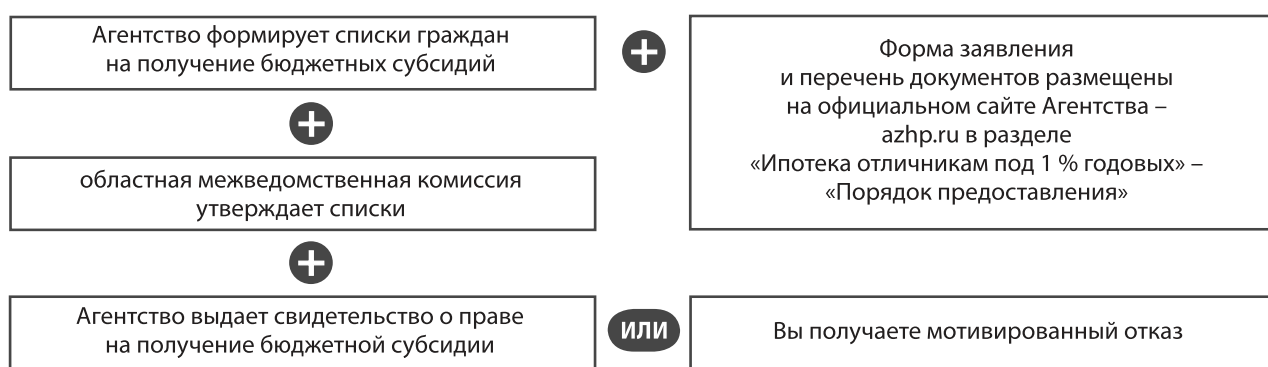 Агентство формирует списки граждан
на получение бюджетных субсидий
+
Форма заявления
и перечень документов размещены
на официальном сайте Агентства –
azhp.ru в разделе
«Ипотека отличникам под 1 % годовых» –
«Порядок предоставления»
+
областная межведомственная комиссия
утверждает списки
+
Агентство выдает свидетельство о праве
на получение бюджетной субсидии
ИЛИ
Вы получаете мотивированный отказ